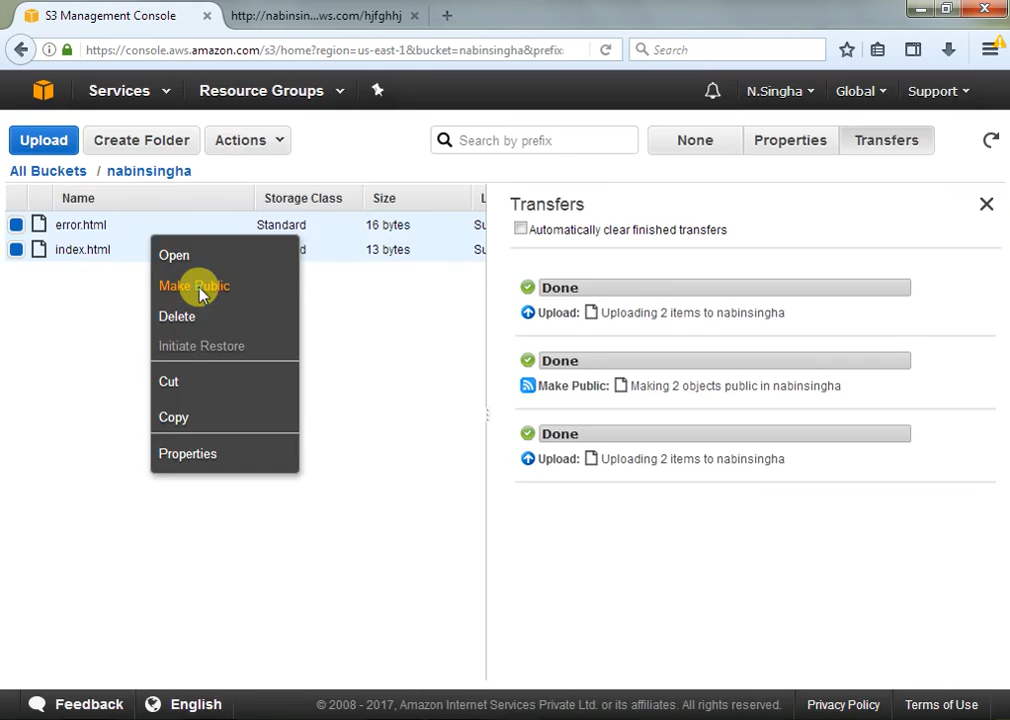 S3 Management Console
http://nabinsin...ws.com/hjfghhj
https://console.aws.amazon.com/s3/home?region=us-east-1&bucket=nabinsingha&prefix=
Search
Services
Resource Groups
N.Singha
Global
Support
Upload
Create Folder
Actions
Search by prefix
None
Properties
Transfers
All Buckets / nabinsingha
Name
Storage Class
Size
L
error.html
Standard
16 bytes
Su
index.html
d
13 bytes
Su
Open
Make Public
Delete
Initiate Restore
Cut
Copy
Properties
Transfers
Automatically clear finished transfers
Done
Upload: Uploading 2 items to nabinsingha
Done
Make Public: Making 2 objects public in nabinsingha
Done
Upload: Uploading 2 items to nabinsingha
Feedback
English
© 2008 - 2017, Amazon Internet Services Private Ltd. or its affiliates. All rights reserved.
Privacy Policy
Terms of Use